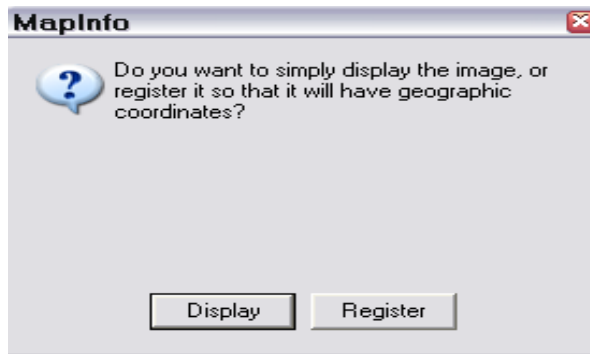 MapInfo
Do you want to simply display the image, or
register it so that it will have geographic
coordinates?
Display Register